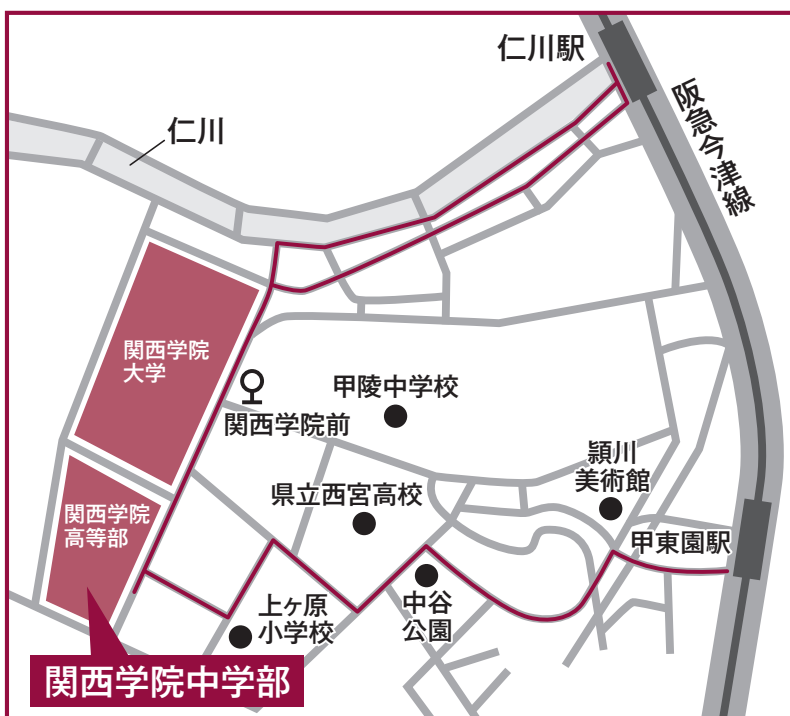 仁川駅
阪急今津線
仁川
関西学院
大学
関西学院前
甲陵中学校
頴川
美術館
県立西宮高校
関西学院
高等部
甲東園駅
中谷
公園
上ヶ原
小学校
関西学院中学部